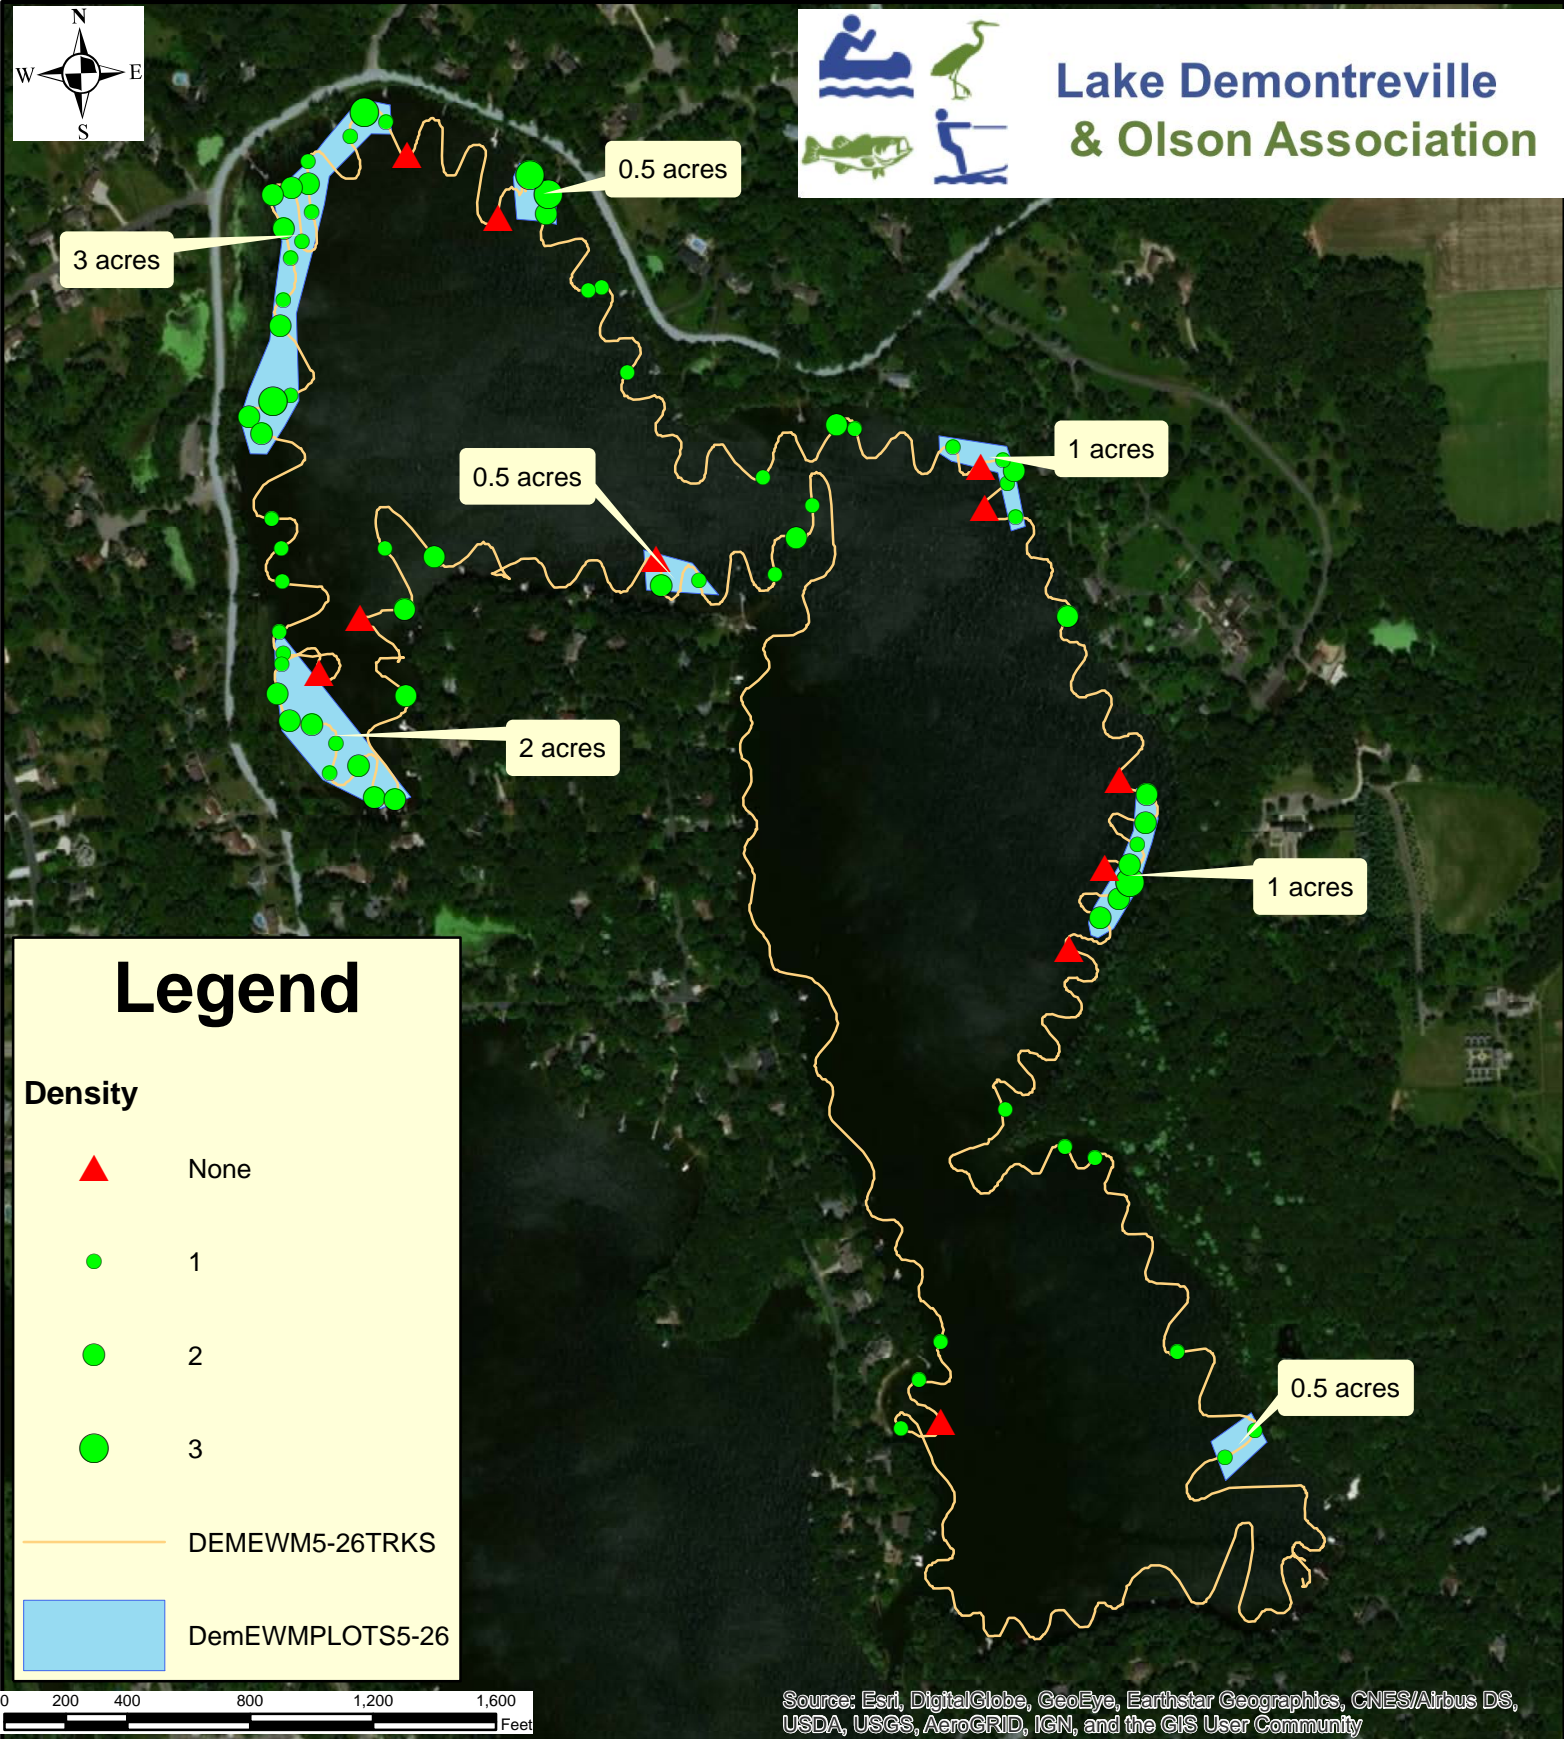 N
W E
S
Lake Demontreville
& Olson Association
0.5 acres
3 acres
1 acres
0.5 acres
2 acres
1 acres
0.5 acres
Legend
Density
None
1
2
3
DEMEWM5-26TRKS
DemEWMPLOTS5-26
0 200 400 800 1,200 1,600
Feet
Source: Esri, DigitalGlobe, GeoEye, Earthstar Geographics, CNES/Airbus DS,
USDA, USGS, AeroGRID, IGN, and the GIS User Community